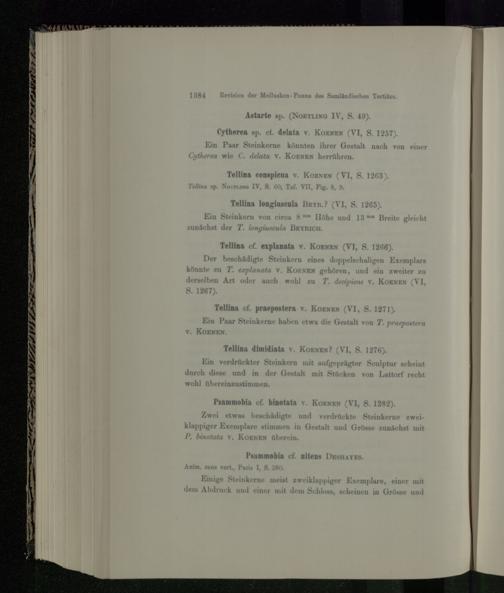 1384 Revision der Mollusken-Fauna des Samländischen Tertiärs.
Astarte sp. (NOETLING IV, S. 49).
Cytherea sp. cf. delata v. KOENEN (VI, S. 1257).
Ein Paar Steinkerne könnten ihrer Gestalt nach von einer
Cytherea wie C. delata v. KOENEN herrühren.
Tellina conspicua v. KOENEN (VI, S. 1263).
Tellina sp. NOETLING IV, S. 60, Taf. VII, Fig. 8, 9.
Tellina longiuscula BEYR.? (VI, S. 1265).
Ein Steinkern von circa 8 mm Höhe und 13 mm Breite gleicht
zunächst der T. longiuscula BEYRICH.
Tellina cf. explanata v. KOENEN (VI, S. 1266).
Der beschädigte Steinkern eines doppelschaligen Exemplars
könnte zu T. explanata v. KOENEN gehören, und ein zweiter zu
derselben Art oder auch wohl zu T. decipiens v. KOENEN (VI,
S. 1267).
Tellina cf. praepostera v. KOENEN (VI, S. 1271).
Ein Paar Steinkerne haben etwa die Gestalt von T. praepostera
v. KOENEN.
Tellina dimidiata v. KOENEN? (VI, S. 1276).
Ein verdrückter Steinkern mit aufgeprägter Sculptur scheint
durch diese und in der Gestalt mit Stücken von Lattorf recht
wohl übereinzustimmen.
Psammobia cf. binotata v. KOENEN (VI, S. 1282).
Zwei etwas beschädigte und verdrückte Steinkerne zwei-
klappiger Exemplare stimmen in Gestalt und Grösse zunächst mit
P. binotata v. KOENEN überein.
Psammobia cf. nitens DESHAYES.
Anim. sans vert., Paris I, S. 380.
Einige Steinkerne meist zweiklappiger Exemplare, einer mit
dem Abdruck und einer mit dem Schloss, scheinen in Grösse und